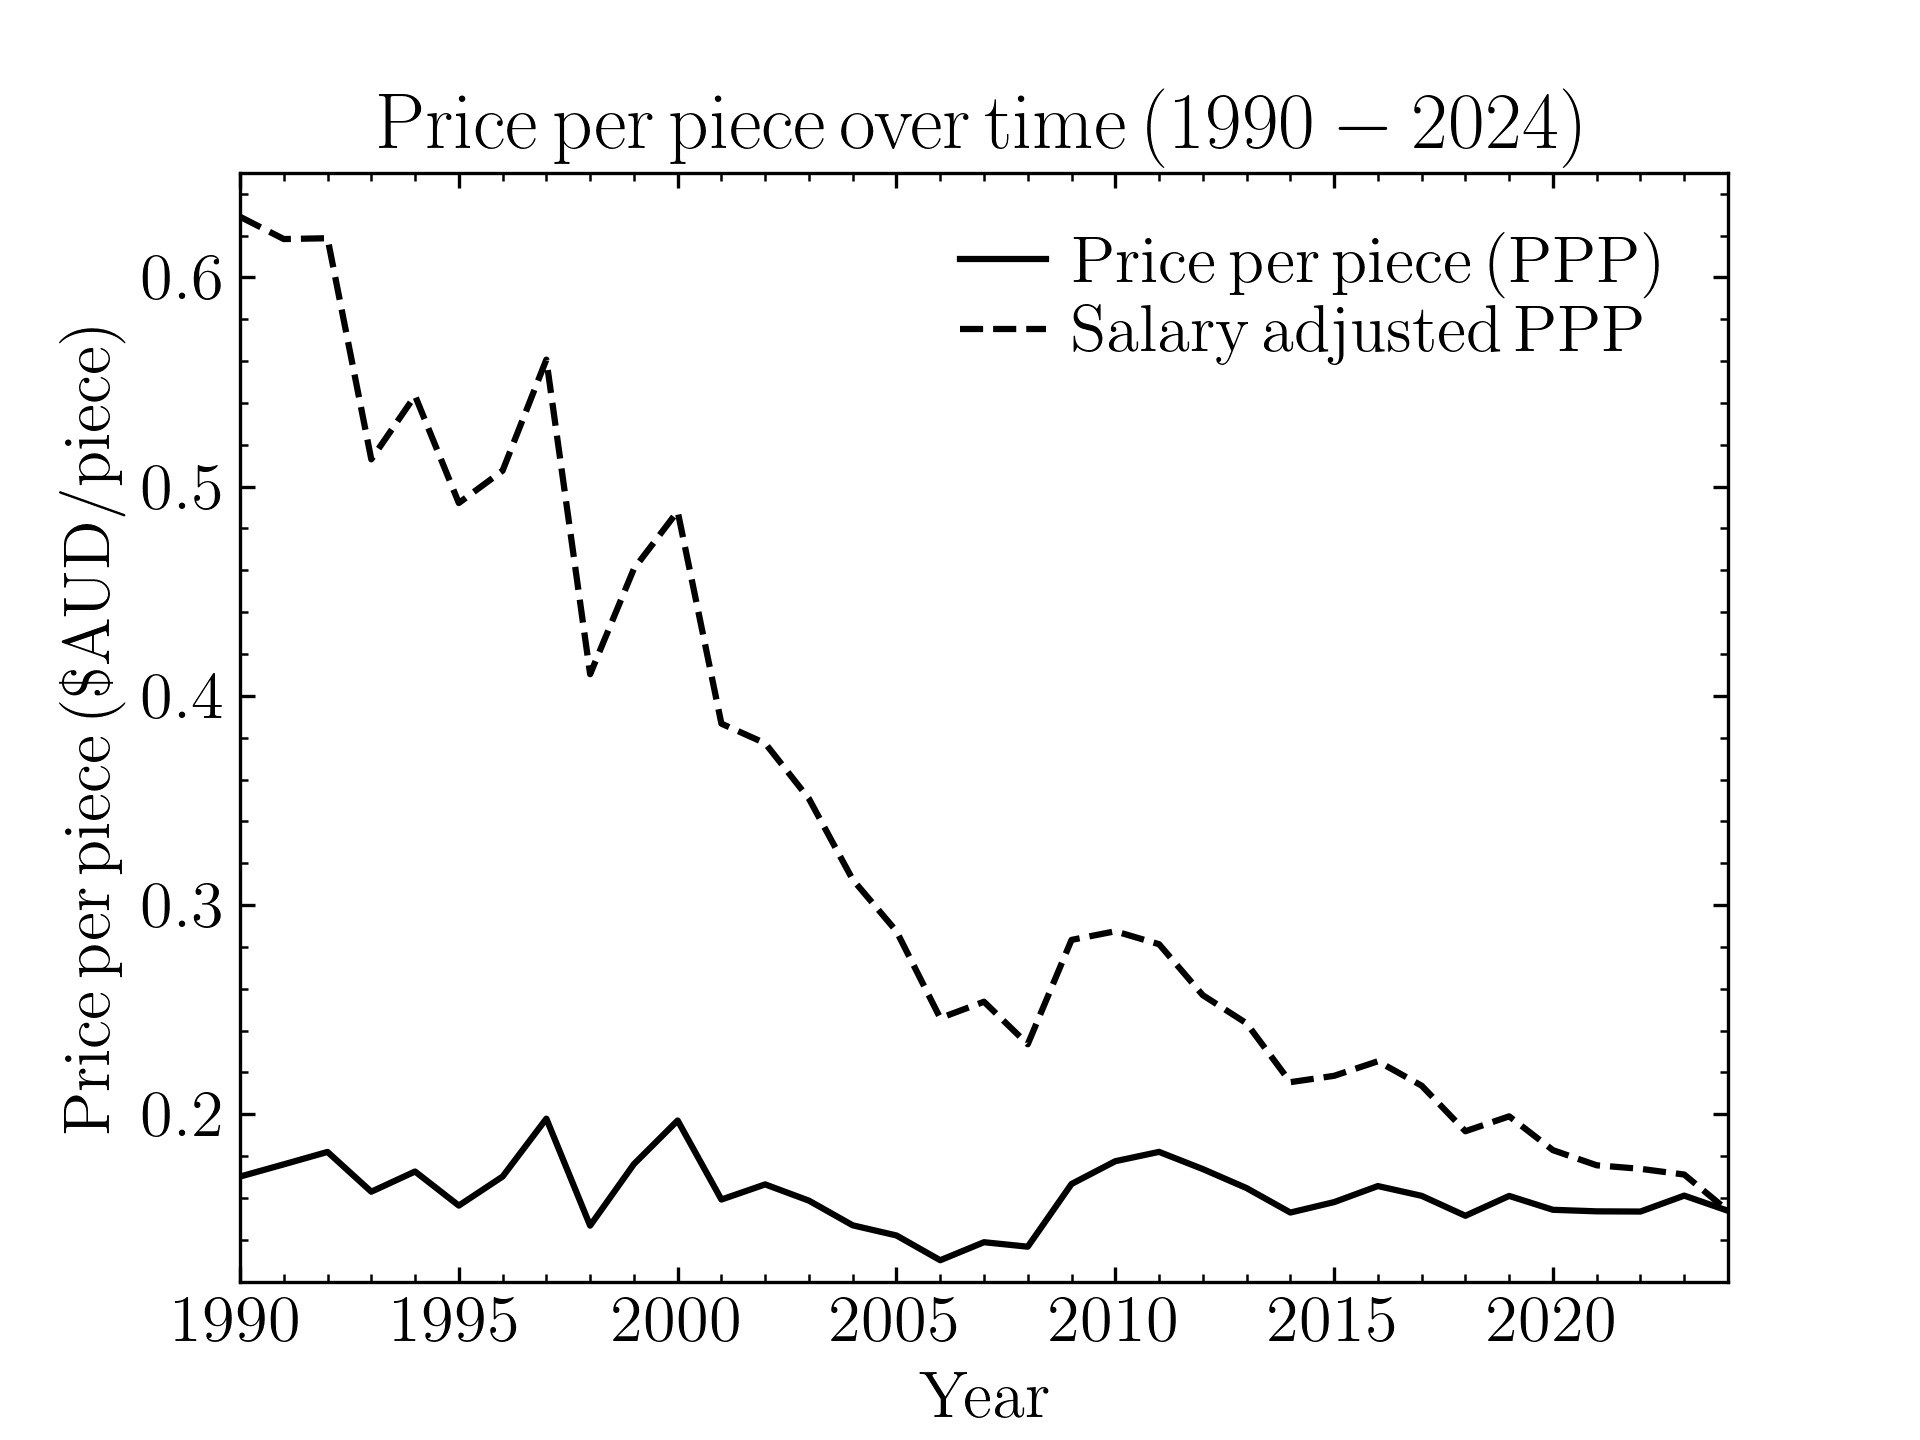 Price per piece over time (1990 − 2024)
Price per piece (PPP)
Salary adjusted PPP
Price per piece ($AUD/piece)
0.6
0.5
0.4
0.3
0.2
1990 1995 2000 2005 2010 2015 2020
Year